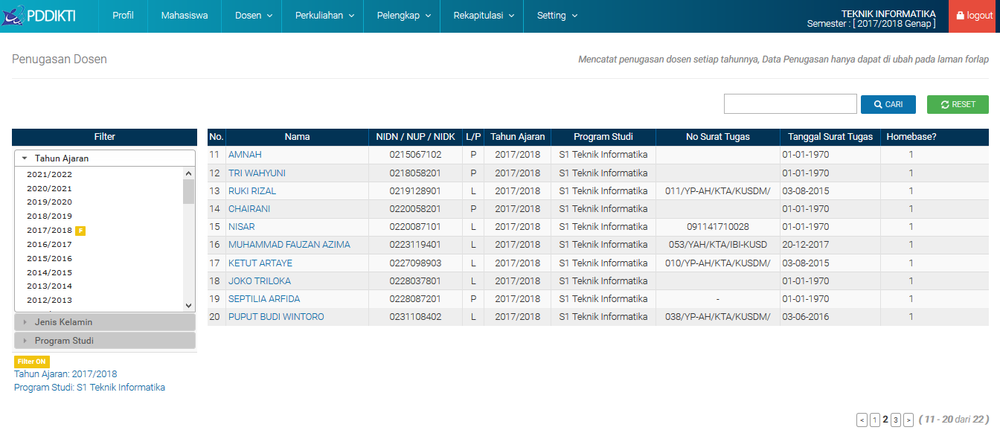 PDDIKTI Profil Mahasiswa Dosen Perkuliahan Pelengkap Rekapitulasi Setting TEKNIK INFORMATIKA logout
Semester : [ 2017/2018 Genap ]
Penugasan Dosen Mencatat penugasan dosen setiap tahunnya, Data Penugasan hanya dapat di ubah pada laman forlap
CARI RESET
Filter
Tahun Ajaran
2021/2022
2020/2021
2019/2020
2018/2019
2017/2018 F
2016/2017
2015/2016
2014/2015
2013/2014
2012/2013
Jenis Kelamin
Program Studi
Filter ON
Tahun Ajaran: 2017/2018
Program Studi: S1 Teknik Informatika
No. Nama NIDN / NUP / NIDK L/P Tahun Ajaran Program Studi No Surat Tugas Tanggal Surat Tugas Homebase?
11 AMNAH 0215067102 P 2017/2018 S1 Teknik Informatika 01-01-1970 1
12 TRI WAHYUNI 0218058201 P 2017/2018 S1 Teknik Informatika 01-01-1970 1
13 RUKI RIZAL 0219128901 L 2017/2018 S1 Teknik Informatika 011/YP-AH/KTA/KUSDM/ 03-08-2015 1
14 CHAIRANI 0220058201 P 2017/2018 S1 Teknik Informatika 01-01-1970 1
15 NISAR 0220087101 L 2017/2018 S1 Teknik Informatika 091141710028 01-01-1970 1
16 MUHAMMAD FAUZAN AZIMA 0223119401 L 2017/2018 S1 Teknik Informatika 053/YAH/KTA/IBI-KUSD 20-12-2017 1
17 KETUT ARTAYE 0227098903 L 2017/2018 S1 Teknik Informatika 010/YP-AH/KTA/KUSDM/ 03-08-2015 1
18 JOKO TRILOKA 0228037801 L 2017/2018 S1 Teknik Informatika 01-01-1970 1
19 SEPTILIA ARFIDA 0228087201 P 2017/2018 S1 Teknik Informatika - 01-01-1970 1
20 PUPUT BUDI WINTORO 0231108402 L 2017/2018 S1 Teknik Informatika 038/YP-AH/KTA/KUSDM/ 03-06-2016 1
< 1 2 3 > ( 11 - 20 dari 22 )